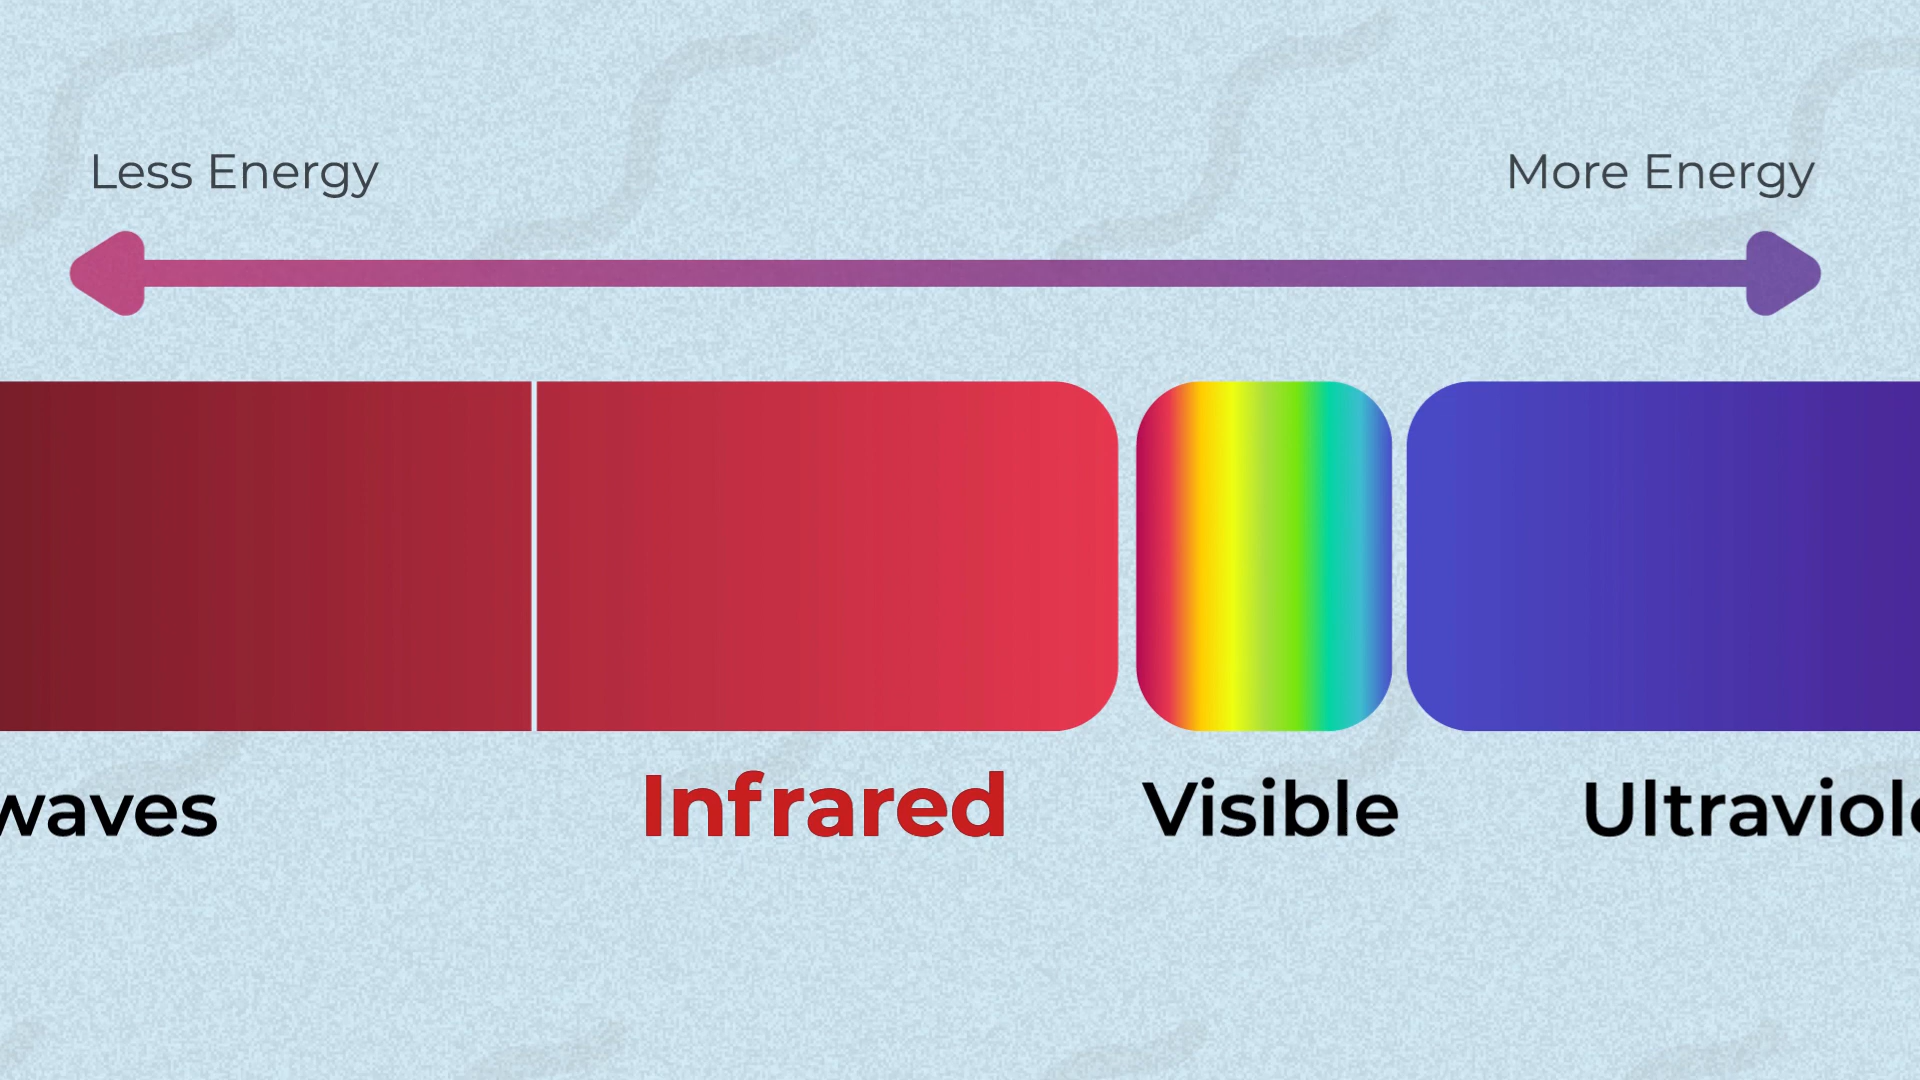 Less Energy
More Energy
waves
Infrared
Visible
Ultraviol